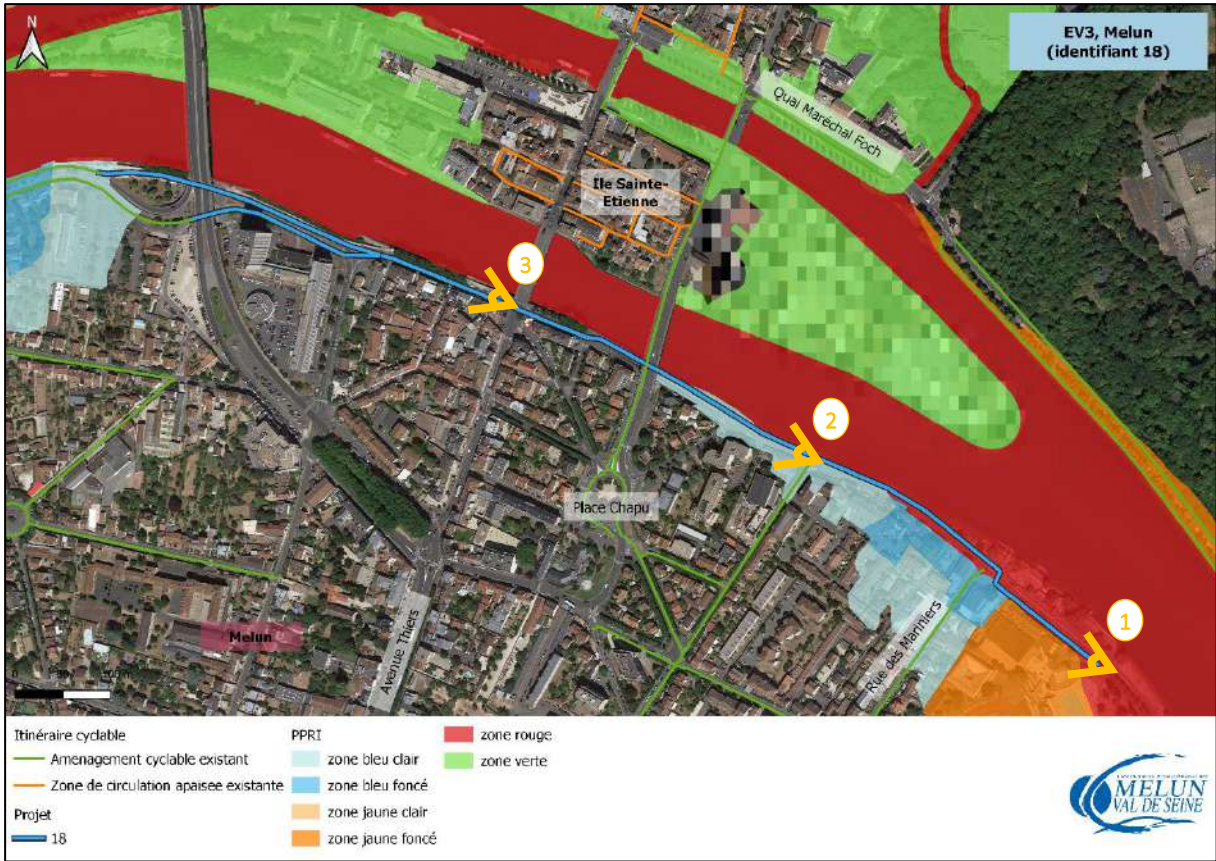 N
EV3, Melun
(identifiant 18)
Quai Maréchal Foch
Ile Sainte-
Etienne
3
2
Place Chapu
1
Rue des Mariniers
Melun
Avenue Thiers
Itinéraire cyclable
Amenagement cyclable existant
Zone de circulation apaisee existante
Projet
18
PPRI
zone bleu clair
zone bleu foncé
zone jaune clair
zone jaune foncé
zone rouge
zone verte
MELUN
VAL DE SEINE